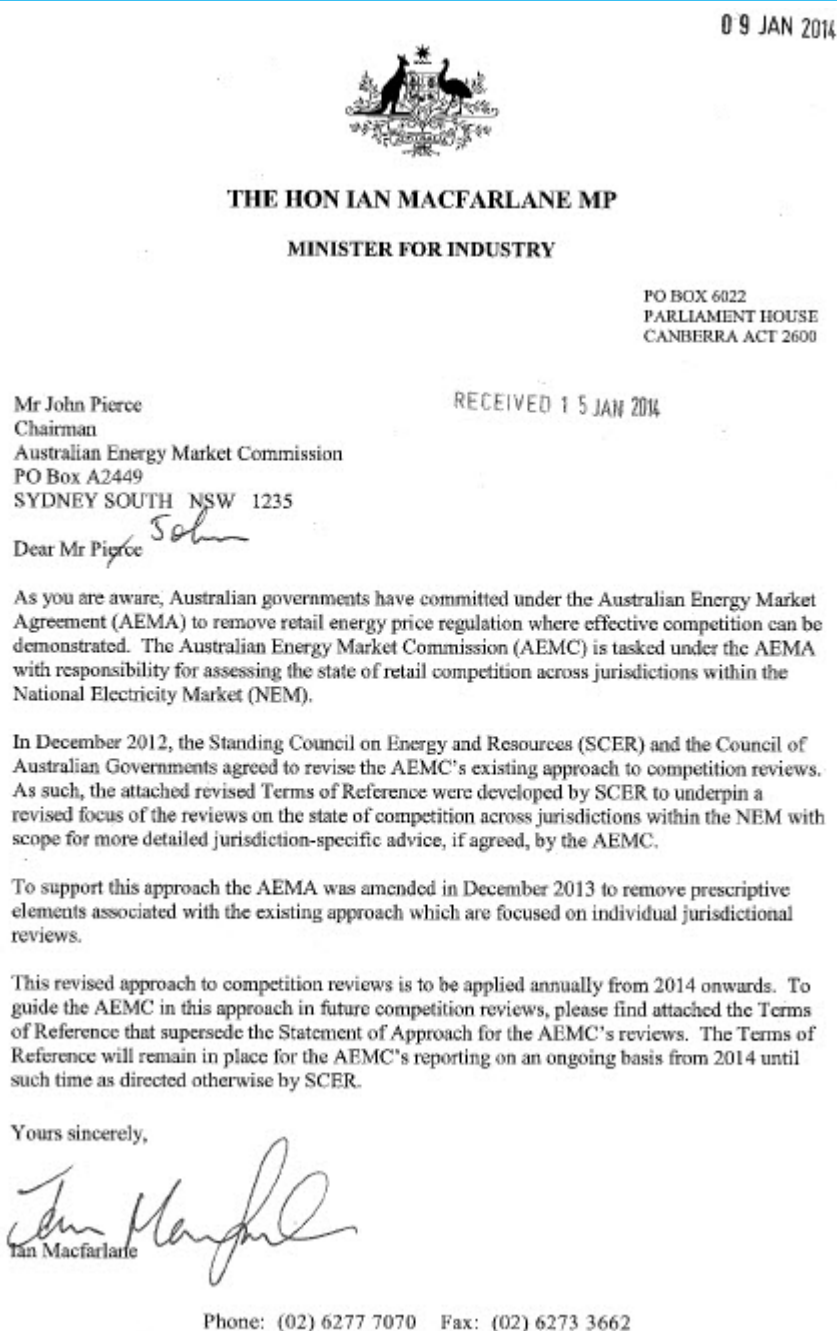 09 JAN 2014
AUSTRALIA
THE HON IAN MACFARLANE MP
MINISTER FOR INDUSTRY
PO BOX 6022
PARLIAMENT HOUSE
CANBERRA ACT 2600
Mr John Pierce
RECEIVED 15 JAN 2014
Chairman
Australian Energy Market Commission
PO Box A2449
SYDNEY SOUTH NSW 1235
Dear Mr Pierce John
As you are aware, Australian governments have committed under the Australian Energy Market
Agreement (AEMA) to remove retail energy price regulation where effective competition can be
demonstrated. The Australian Energy Market Commission (AEMC) is tasked under the AEMA
with responsibility for assessing the state of retail competition across jurisdictions within the
National Electricity Market (NEM).
In December 2012, the Standing Council on Energy and Resources (SCER) and the Council of
Australian Governments agreed to revise the AEMC's existing approach to competition reviews.
As such, the attached revised Terms of Reference were developed by SCER to underpin a
revised focus of the reviews on the state of competition across jurisdictions within the NEM with
scope for more detailed jurisdiction-specific advice, if agreed, by the AEMC.
To support this approach the AEMA was amended in December 2013 to remove prescriptive
elements associated with the existing approach which are focused on individual jurisdictional
reviews.
This revised approach to competition reviews is to be applied annually from 2014 onwards. To
guide the AEMC in this approach in future competition reviews, please find attached the Terms
of Reference that supersede the Statement of Approach for the AEMC's reviews. The Terms of
Reference will remain in place for the AEMC's reporting on an ongoing basis from 2014 until
such time as directed otherwise by SCER.
Yours sincerely,
Ian Macfarlane
Ian Macfarlane
Phone: (02) 6277 7070 Fax: (02) 6273 3662